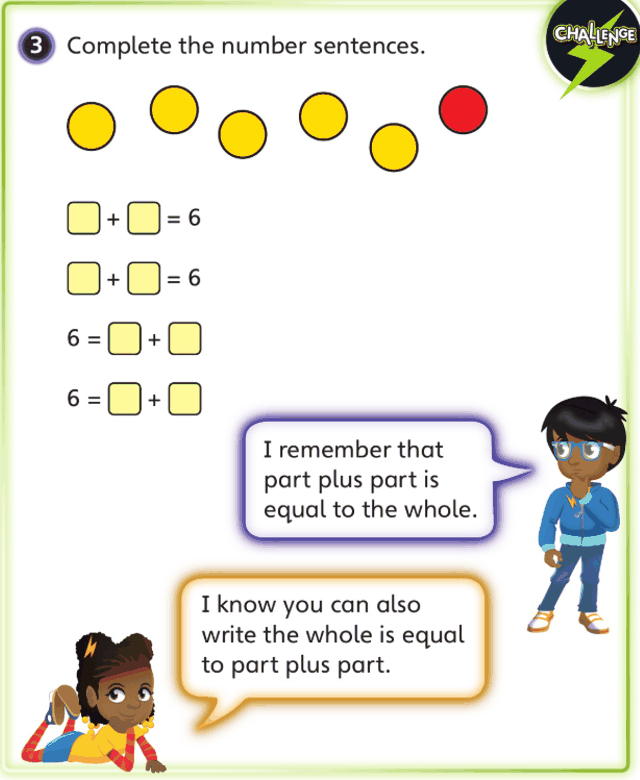 CHALLENGE
3 Complete the number sentences.
+ = 6
+ = 6
6 = +
6 = +
I remember that
part plus part is
equal to the whole.
I know you can also
write the whole is equal
to part plus part.